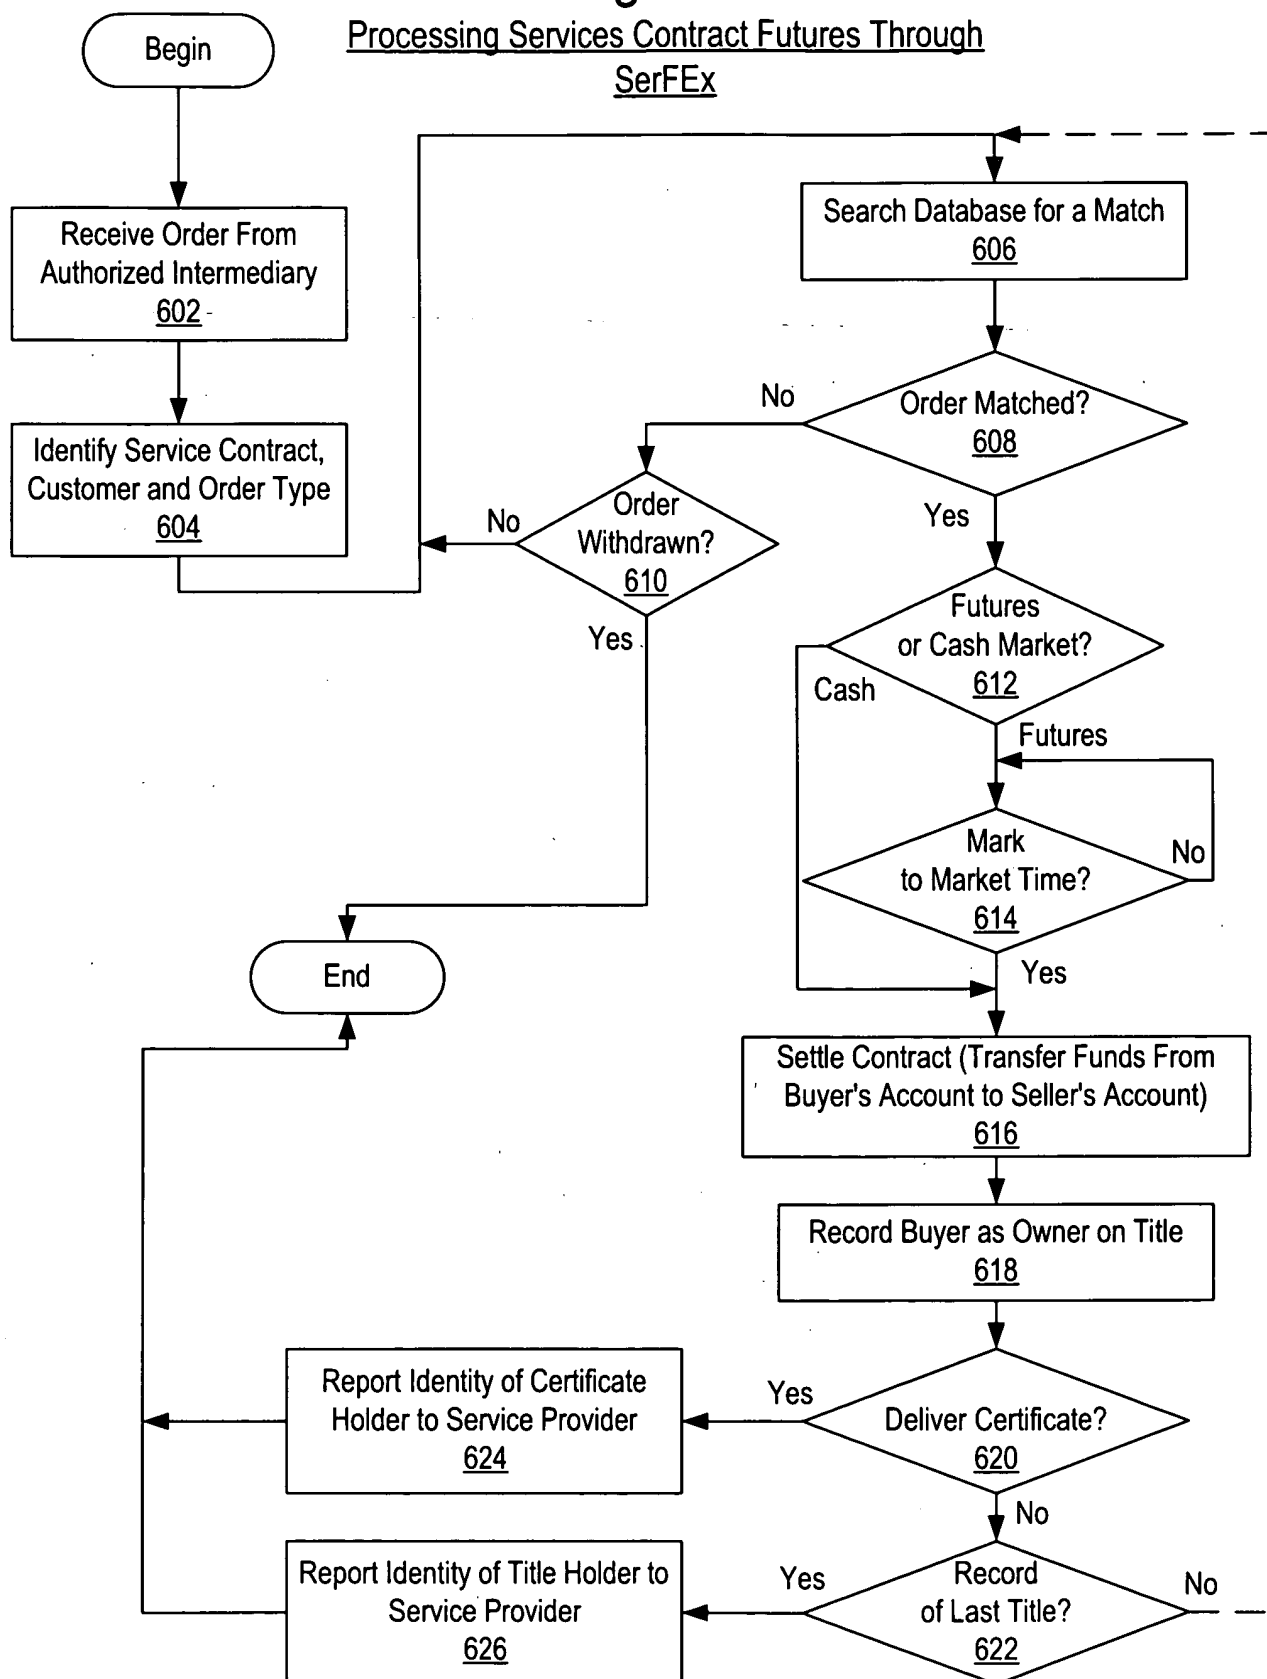 Processing Services Contract Futures Through
SerFEx
Begin
Receive Order From
Authorized Intermediary
602
Identify Service Contract,
Customer and Order Type
604
Search Database for a Match
606
Order Matched?
608
No
Yes
Order
Withdrawn?
610
No
Yes
Futures
or Cash Market?
612
Cash
Futures
Mark
to Market Time?
614
No
Yes
End
Settle Contract (Transfer Funds From
Buyer's Account to Seller's Account)
616
Record Buyer as Owner on Title
618
Deliver Certificate?
620
Yes
No
Report Identity of Certificate
Holder to Service Provider
624
Record
of Last Title?
622
Yes
No
Report Identity of Title Holder to
Service Provider
626